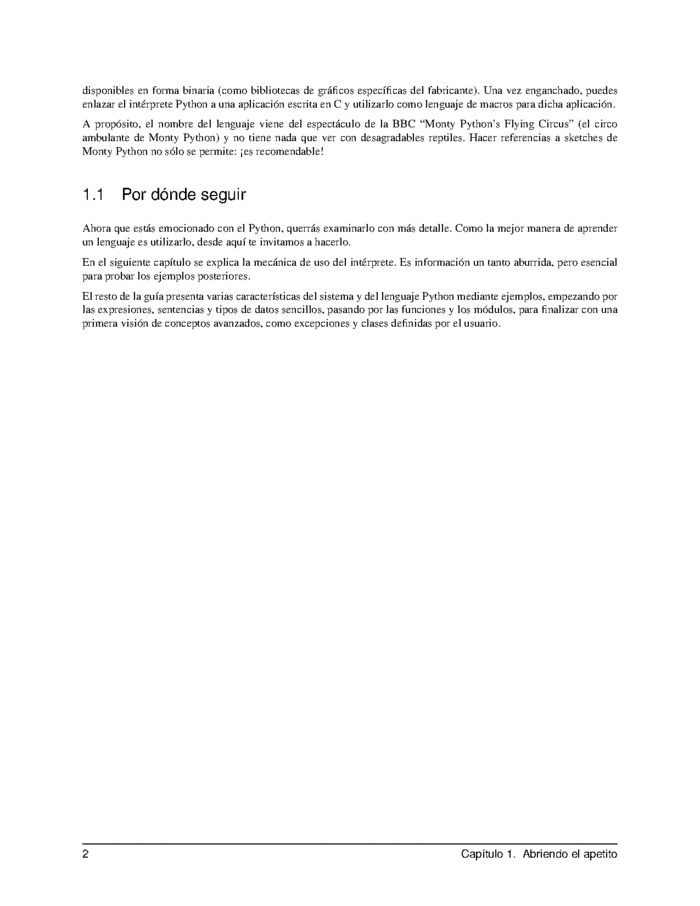 disponibles en forma binaria (como bibliotecas de gráficos específicas del fabricante). Una vez enganchado, puedes
enlazar el intérprete Python a una aplicación escrita en C y utilizarlo como lenguaje de macros para dicha aplicación.
A propósito, el nombre del lenguaje viene del espectáculo de la BBC “Monty Python’s Flying Circus” (el circo
ambulante de Monty Python) y no tiene nada que ver con desagradables reptiles. Hacer referencias a sketches de
Monty Python no sólo se permite: ¡es recomendable!
1.1 Por dónde seguir
Ahora que estás emocionado con el Python, querrás examinarlo con más detalle. Como la mejor manera de aprender
un lenguaje es utilizarlo, desde aquí te invitamos a hacerlo.
En el siguiente capítulo se explica la mecánica de uso del intérprete. Es información un tanto aburrida, pero esencial
para probar los ejemplos posteriores.
El resto de la guía presenta varias características del sistema y del lenguaje Python mediante ejemplos, empezando por
las expresiones, sentencias y tipos de datos sencillos, pasando por las funciones y los módulos, para finalizar con una
primera visión de conceptos avanzados, como excepciones y clases definidas por el usuario.
2 Capítulo 1. Abriendo el apetito